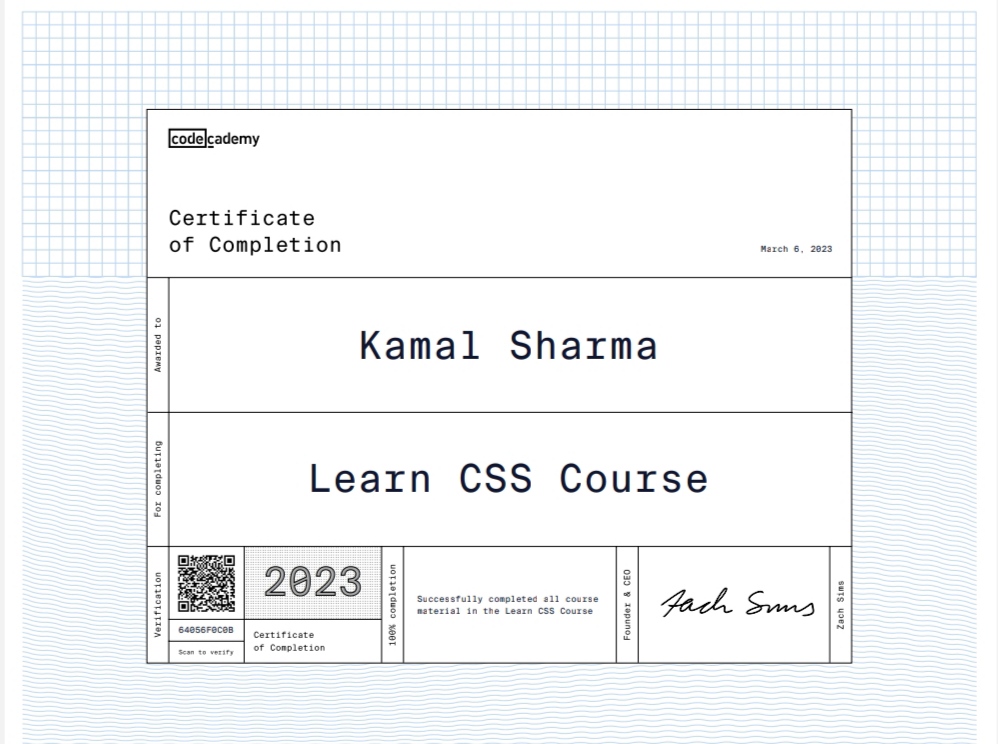 codecademy
Certificate
of Completion
March 6, 2023
Awarded to
Kamal Sharma
For completing
Learn CSS Course
Verification
64056F0C0B
Scan to verify
2023
Certificate
of Completion
100% completion
Successfully completed all course
material in the Learn CSS Course
Founder & CEO
Zach Sims
Zach Sims